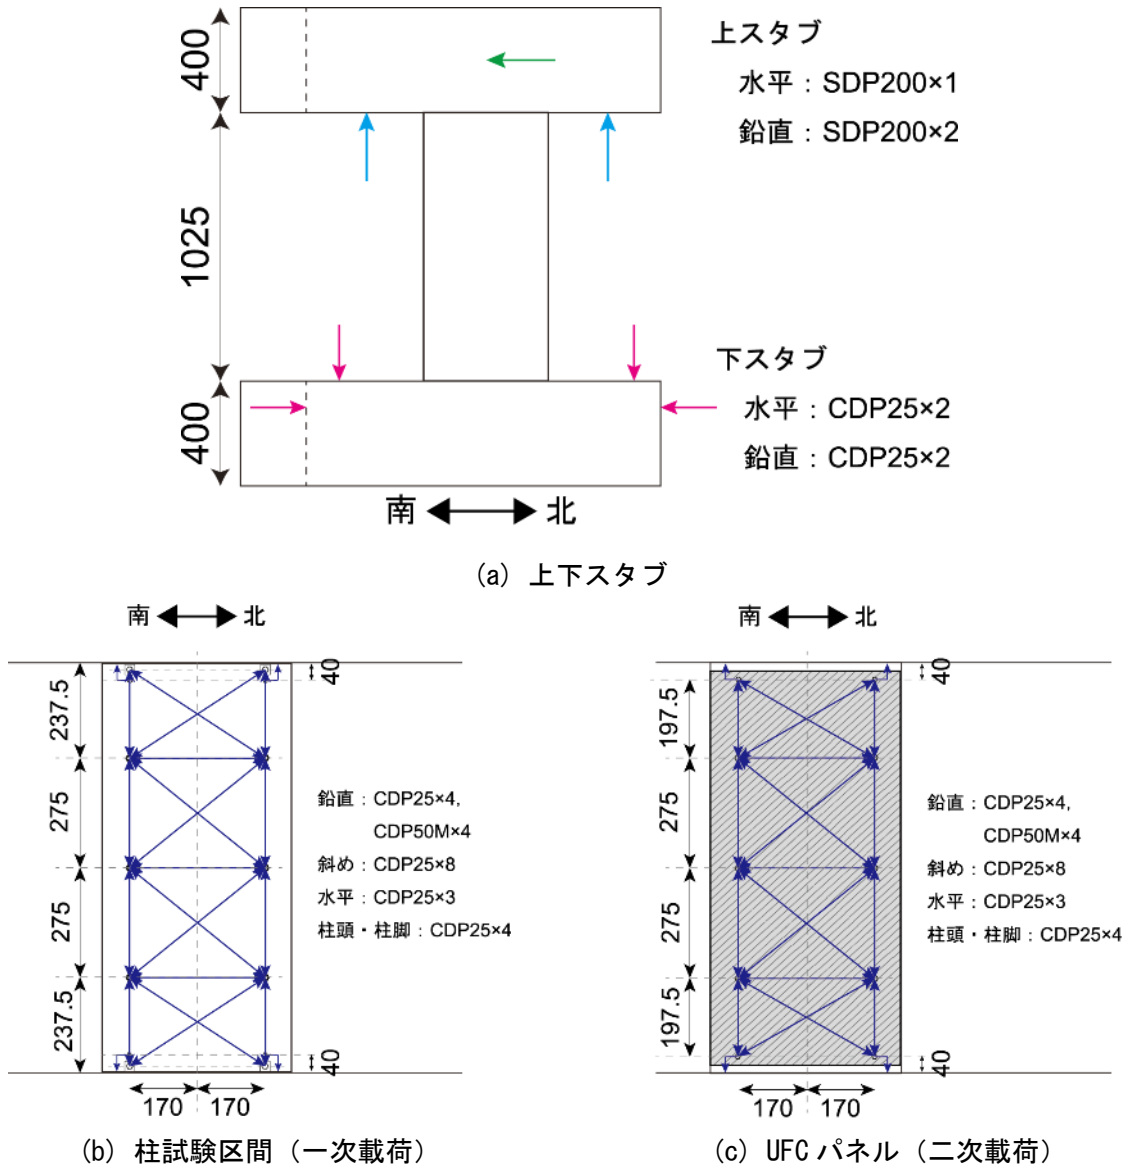 400
1025
400
上スタブ
水平：SDP200×1
鉛直：SDP200×2
下スタブ
水平：CDP25×2
鉛直：CDP25×2
南 北
(a) 上下スタブ
南 北
237.5
275
275
237.5
40
40
170 170
鉛直：CDP25×4,
CDP50M×4
斜め：CDP25×8
水平：CDP25×3
柱頭・柱脚：CDP25×4
(b) 柱試験区間（一次載荷）
南 北
197.5
275
275
197.5
40
40
170 170
鉛直：CDP25×4,
CDP50M×4
斜め：CDP25×8
水平：CDP25×3
柱頭・柱脚：CDP25×4
(c) UFCパネル（二次載荷）